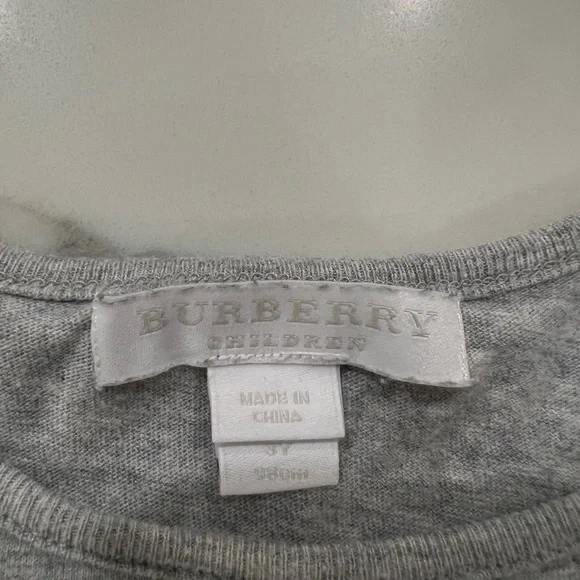 BURBERRY
CHILDREN
MADE IN
CHINA
3Y
98cm